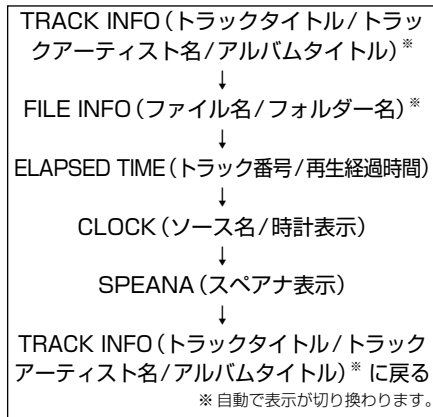 TRACK INFO（トラックタイトル/トラッ
クアーティスト名/アルバムタイトル）※
↓
FILE INFO（ファイル名/フォルダー名）※
↓
ELAPSED TIME（トラック番号/再生経過時間）
↓
CLOCK（ソース名/時計表示）
↓
SPEANA（スペアナ表示）
↓
TRACK INFO（トラックタイトル/トラック
アーティスト名/アルバムタイトル）※ に戻る
※ 自動で表示が切り換わります。